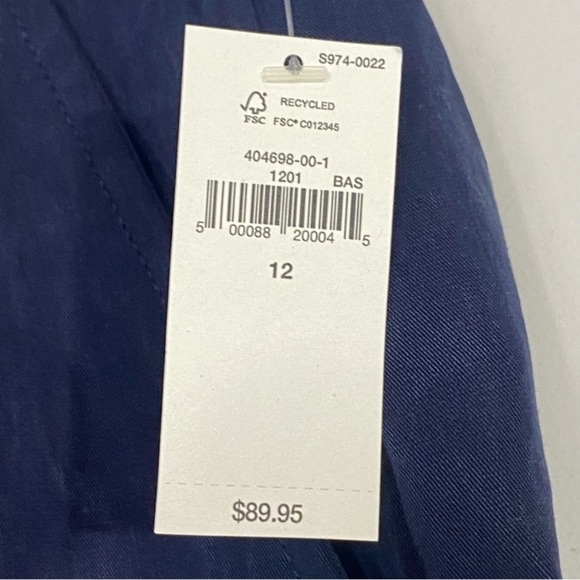 S974-0022
RECYCLED
FSC FSC® C012345
404698-00-1
1201 BAS
5 00088 20004 5
12
$89.95